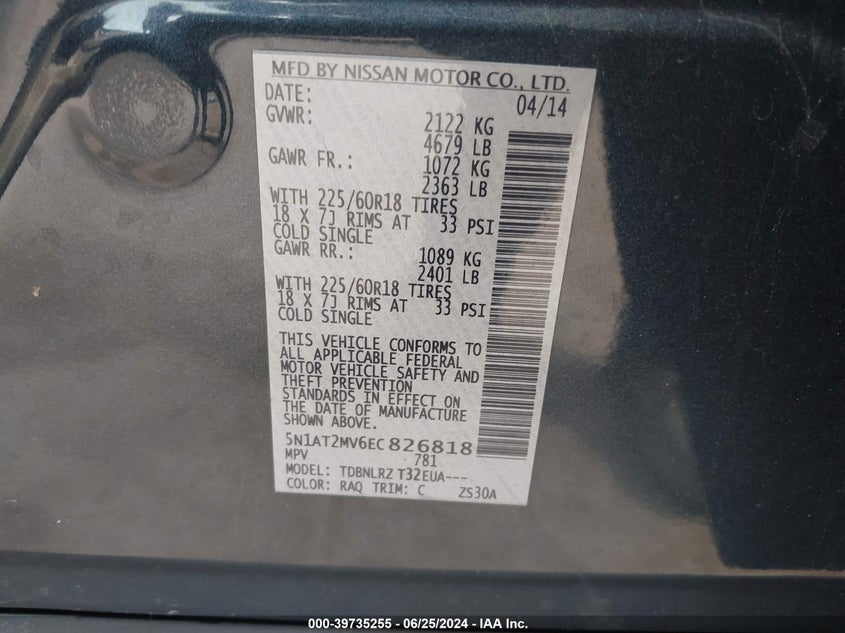 MFD BY NISSAN MOTOR CO., LTD.
DATE: 04/14
GVWR: 2122 KG
4679 LB
GAWR FR.: 1072 KG
2363 LB
WITH 225/60R18 TIRES
18 X 7J RIMS AT 33 PSI
COLD SINGLE
GAWR RR.: 1089 KG
2401 LB
WITH 225/60R18 TIRES
18 X 7J RIMS AT 33 PSI
COLD SINGLE
THIS VEHICLE CONFORMS TO
ALL APPLICABLE FEDERAL
MOTOR VEHICLE SAFETY AND
THEFT PREVENTION
STANDARDS IN EFFECT ON
THE DATE OF MANUFACTURE
SHOWN ABOVE.
5N1AT2MV6EC826818
MPV 781
MODEL: TDBNLRZ T32EUA---
COLOR: RAQ TRIM: C ZS30A
000-39735255 - 06/25/2024 - IAA Inc.